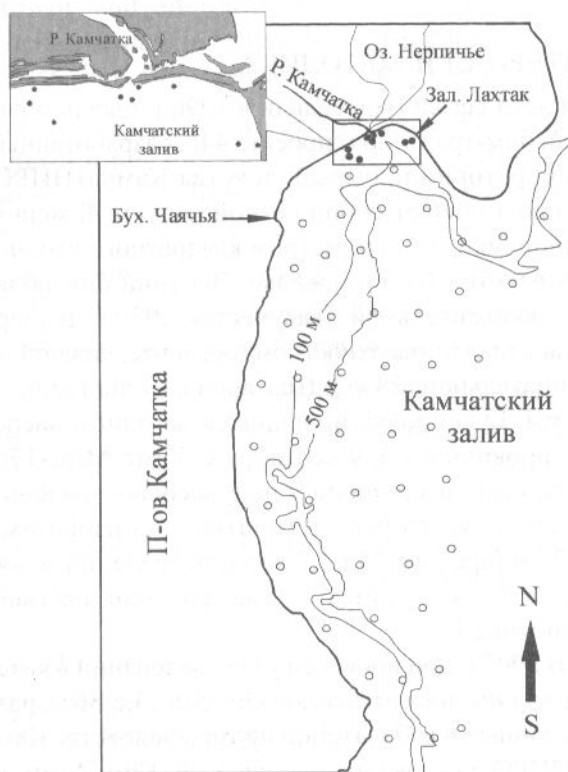 Р. Камчатка
Камчатский
залив
Оз. Нерпичье
Р. Камчатка
Зал. Лахтак
Бух. Чаячья
100 м
500 м
П-ов Камчатка
Камчатский
залив
N
S